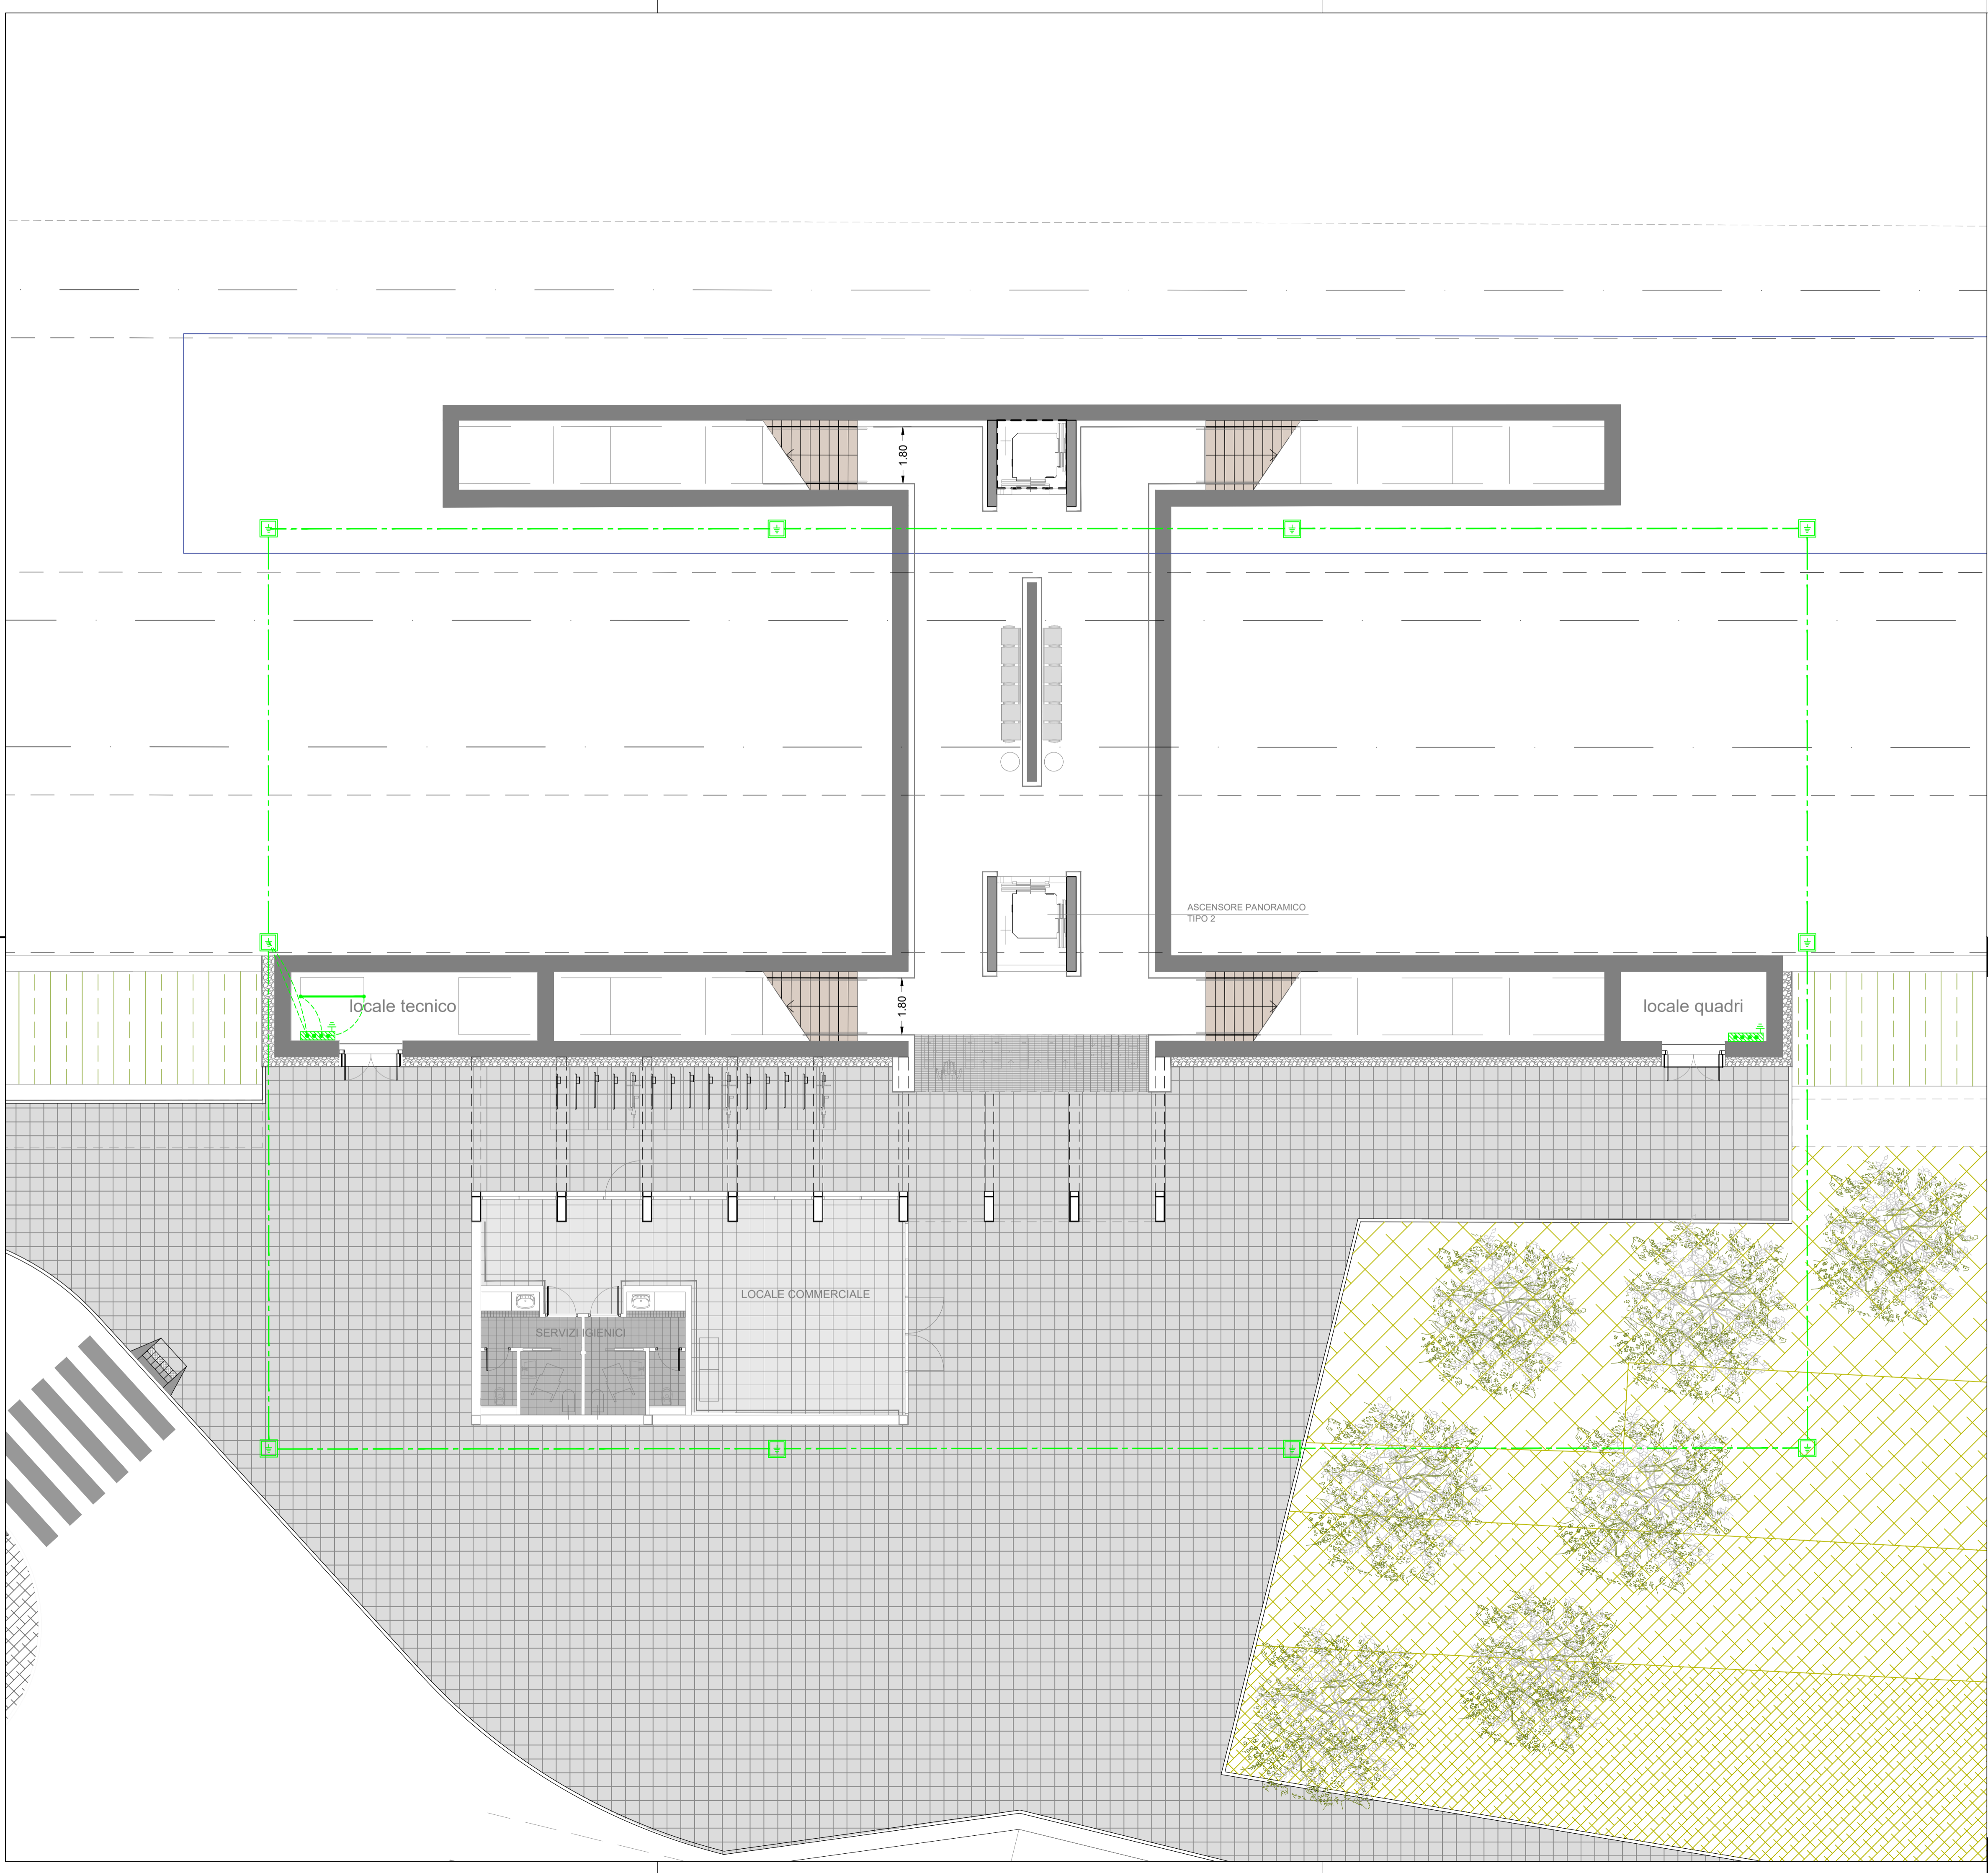 1.80
ASCENSORE PANORAMICO
TIPO 2
locale tecnico
1.80
locale quadri
LOCALE COMMERCIALE
SERVIZI IGIENICI